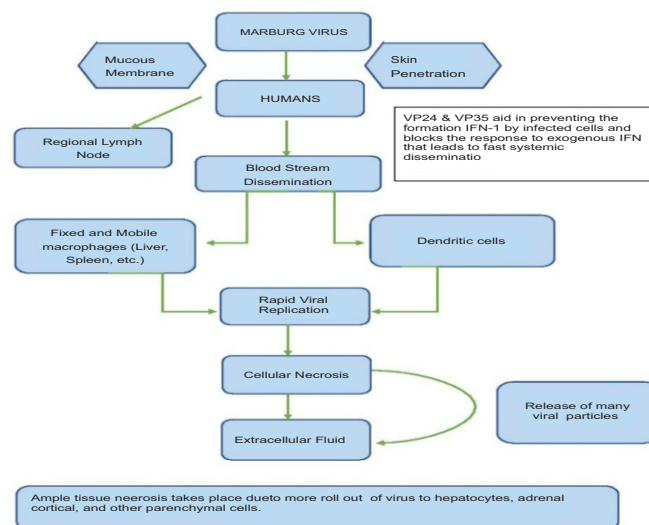 MARBURG VIRUS
Mucous
Membrane
Skin
Penetration
HUMANS
VP24 & VP35 aid in preventing the
formation IFN-1 by infected cells and
blocks the response to exogenous IFN
that leads to fast systemic
disseminatio
Regional Lymph
Node
Blood Stream
Dissemination
Fixed and Mobile
macrophages (Liver,
Spleen, etc.)
Dendritic cells
Rapid Viral
Replication
Cellular Necrosis
Release of many
viral particles
Extracellular Fluid
Ample tissue neerosis takes place dueto more roll out of virus to hepatocytes, adrenal
cortical, and other parenchymal cells.